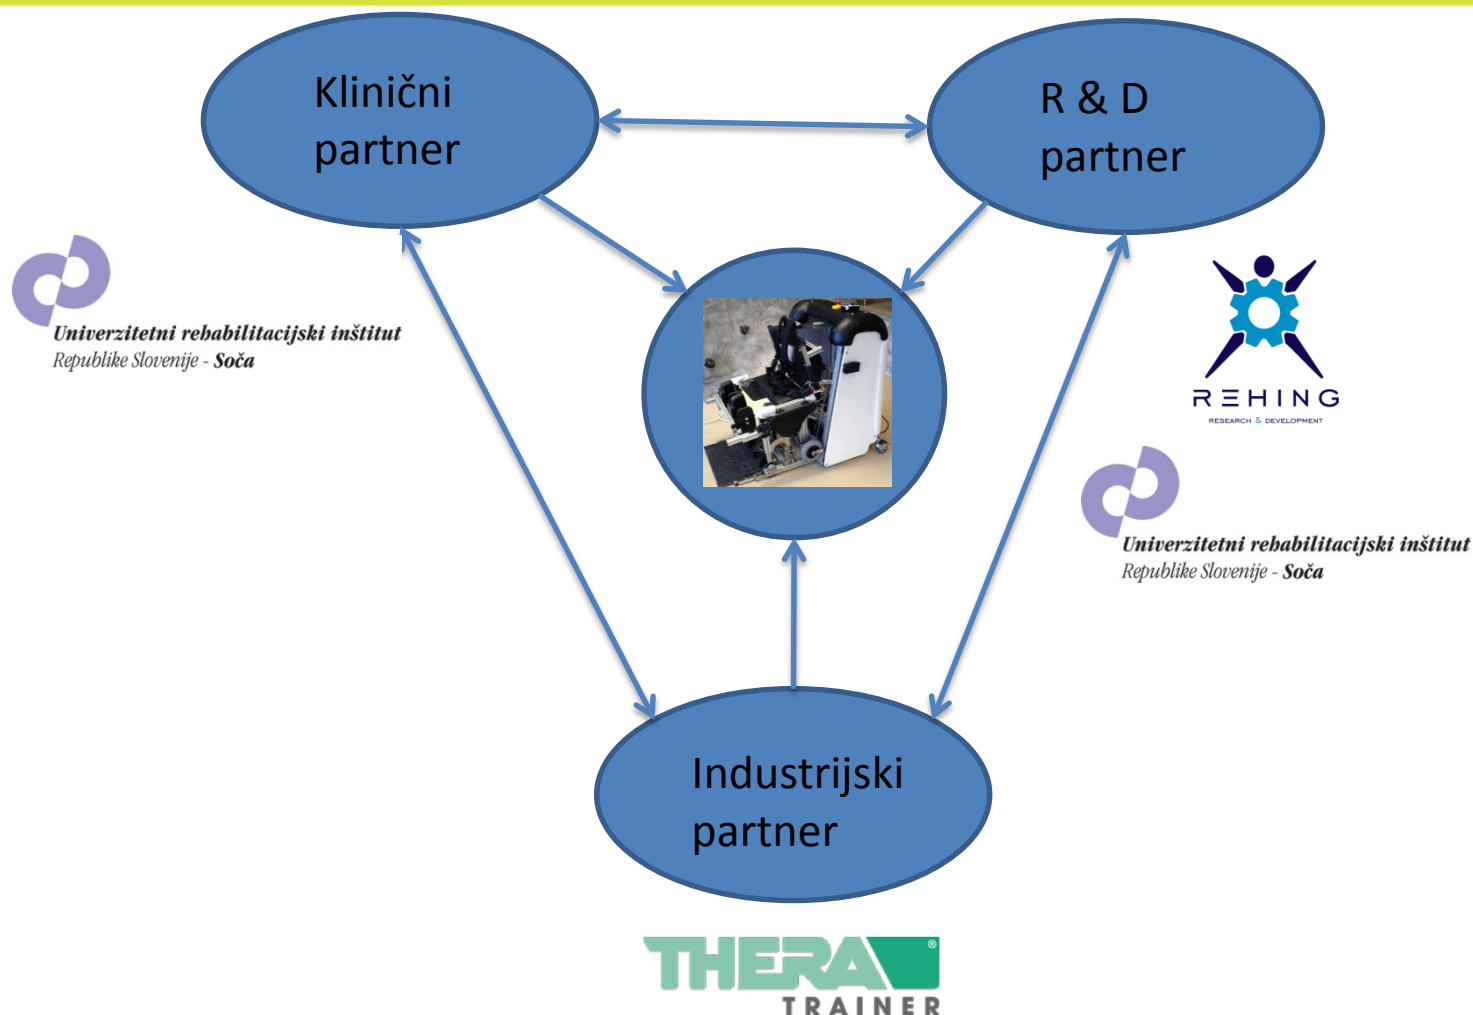 Klinični
partner
R & D
partner
Univerzitetni rehabilitacijski inštitut
Republike Slovenije - Soča
REHING
RESEARCH & DEVELOPMENT
Univerzitetni rehabilitacijski inštitut
Republike Slovenije - Soča
Industrijski
partner
THERA ®
TRAINER